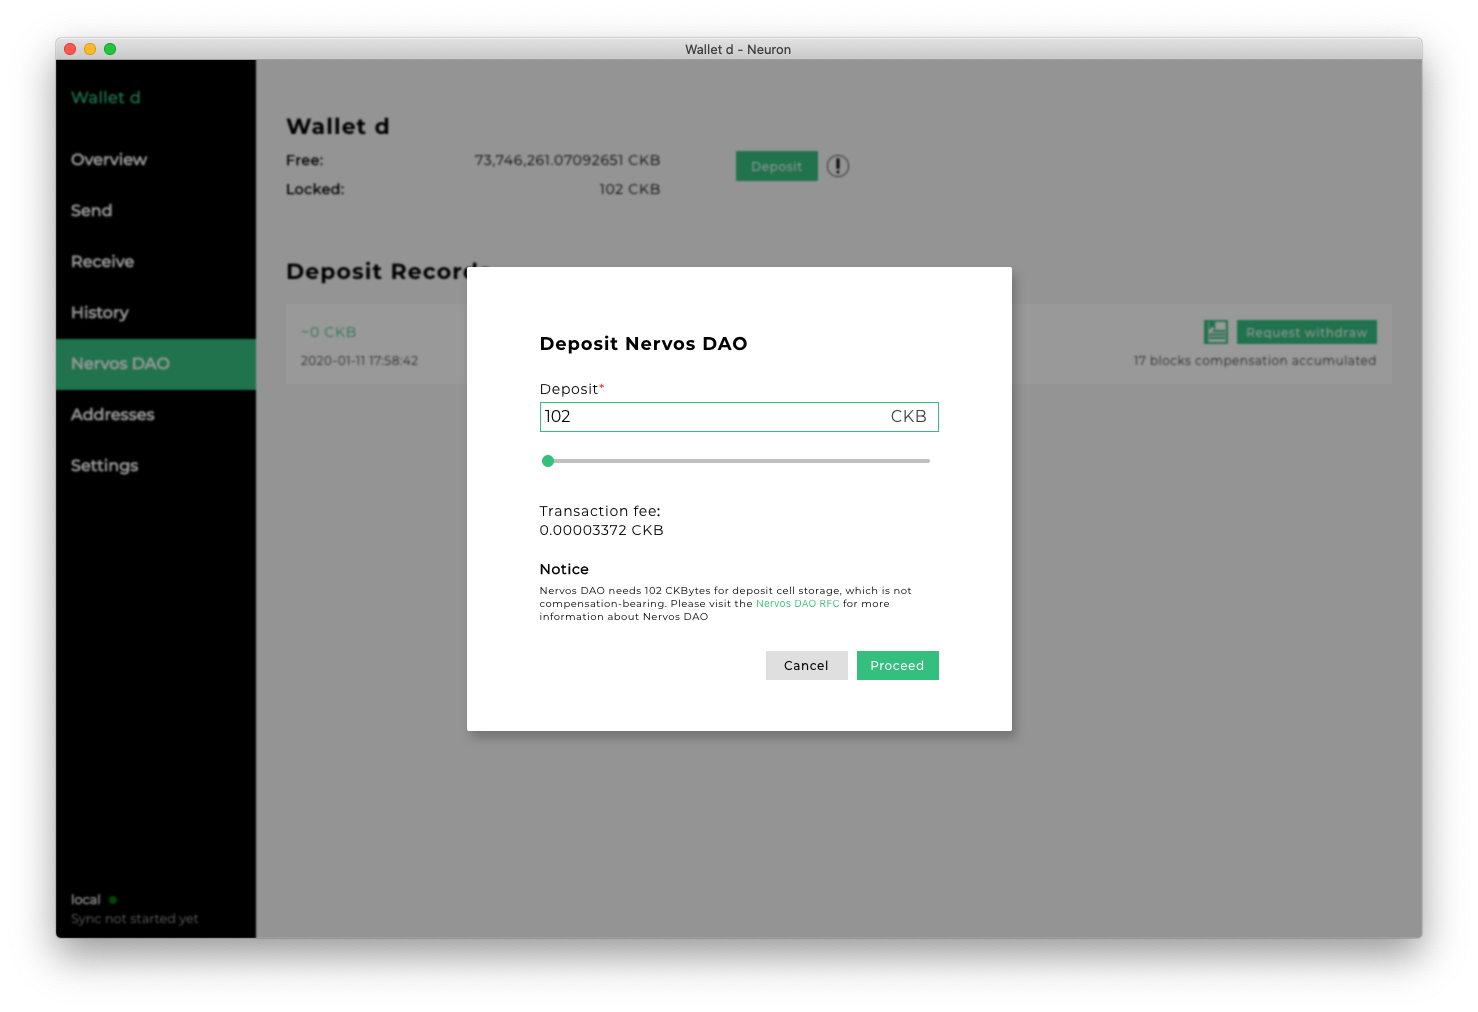 Wallet d - Neuron
Wallet d
Overview
Send
Receive
History
Nervos DAO
Addresses
Settings
local
Sync not started yet
Wallet d
Free: 73,746,261.07092651 CKB
Locked: 102 CKB
Deposit
Deposit Records
~0 CKB
2020-01-11 17:58:42
Request withdraw
17 blocks compensation accumulated
Deposit Nervos DAO
Deposit*
102 CKB
Transaction fee:
0.00003372 CKB
Notice
Nervos DAO needs 102 CKBytes for deposit cell storage, which is not
compensation-bearing. Please visit the Nervos DAO RFC for more
information about Nervos DAO
Cancel Proceed